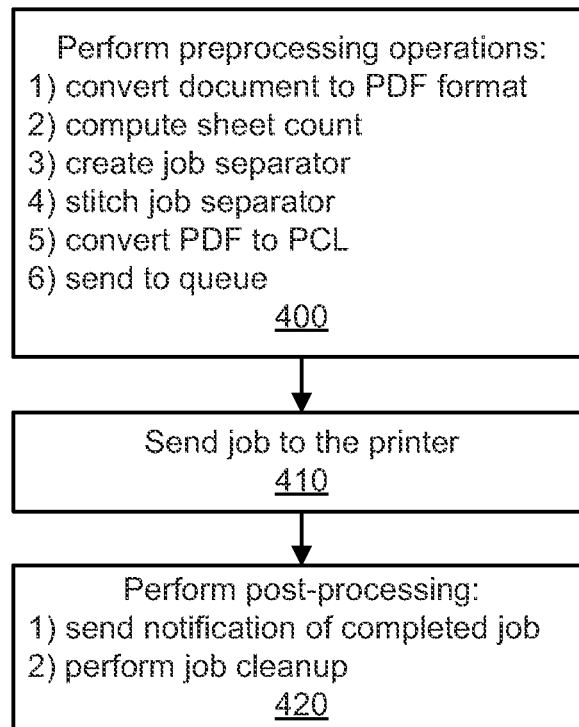 Perform preprocessing operations:
1) convert document to PDF format
2) compute sheet count
3) create job separator
4) stitch job separator
5) convert PDF to PCL
6) send to queue
400
Send job to the printer
410
Perform post-processing:
1) send notification of completed job
2) perform job cleanup
420